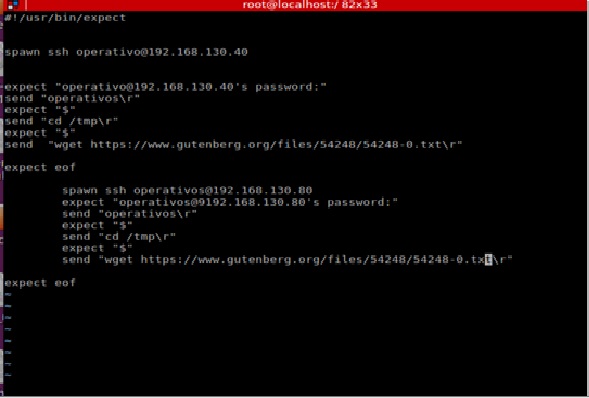 root@localhost:/ 82x33
#!/usr/bin/expect
spawn ssh operativo@192.168.130.40
expect "operativo@192.168.130.40's password:"
send "operativos\r"
expect "$"
send "cd /tmp\r"
expect "$"
send  "wget https://www.gutenberg.org/files/54248/54248-0.txt\r"
expect eof
spawn ssh operativos@192.168.130.80
expect "operativos@9192.168.130.80's password:"
send "operativos\r"
expect "$"
send "cd /tmp\r"
expect "$"
send "wget https://www.gutenberg.org/files/54248/54248-0.txt\r"
expect eof
~
~
~
~
~
~
~
~